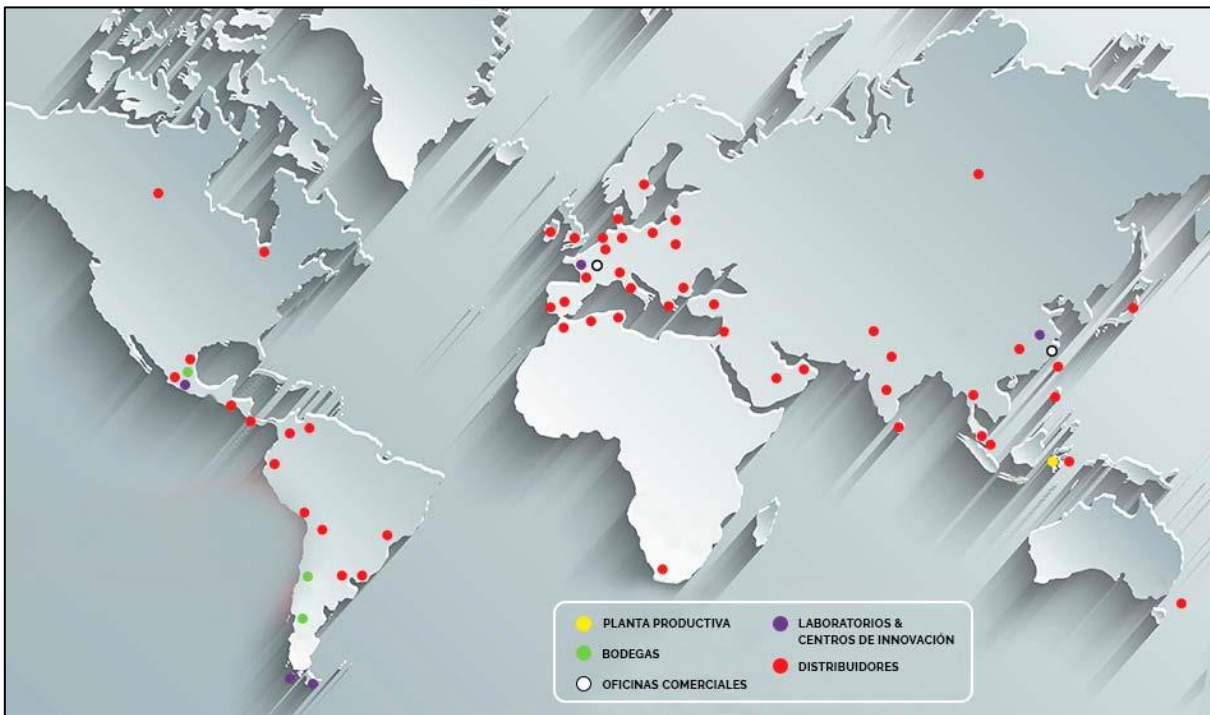 PLANTA PRODUCTIVA
BODEGAS
OFICINAS COMERCIALES
LABORATORIOS &
CENTROS DE INNOVACIÓN
DISTRIBUIDORES